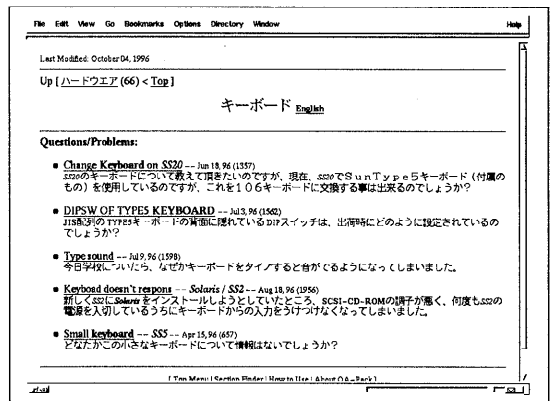 File Edit View Go Bookmarks Options Directory Window Help
Last Modified: October 04, 1996
Up [ ハードウエア (66) < Top ]
キーボード English
Questions/Problems:
Change Keyboard on SS20 -- Jun 18, 96 (1357)
SS20のキーボードについて教えて頂きたいのですが、現在、SS20でSunType5キーボード（付属の
もの）を使用しているのですが、これを106キーボードに交換する事は出来るのでしょうか？
DIPSW OF TYPE5 KEYBOARD -- Jul 3, 96 (1562)
JIS配列のTYPE5キーボードの背面に隠れているDIPスイッチは、出荷時にどのように設定されているの
でしょうか？
Type sound -- Jul 9, 96 (1598)
今日学校についたら、なぜかキーボードをタイプすると音がでるようになってしまいました。
Keyboad doesn't respons -- Solaris / SS2 -- Aug 18, 96 (1956)
新しくSS2にSolarisをインストールしようとしていたところ、SCSI-CD-ROMの調子が悪く、何度もSS2の
電源を入切しているうちにキーボードからの入力をうけつけなくなってしまいました。
Small keyboard -- SS5 -- Apr 15, 96 (657)
どなたかこの小さなキーボードについて情報はないでしょうか？
[ Top Menu | Section Finder | How to Use | About QA-Pack ]